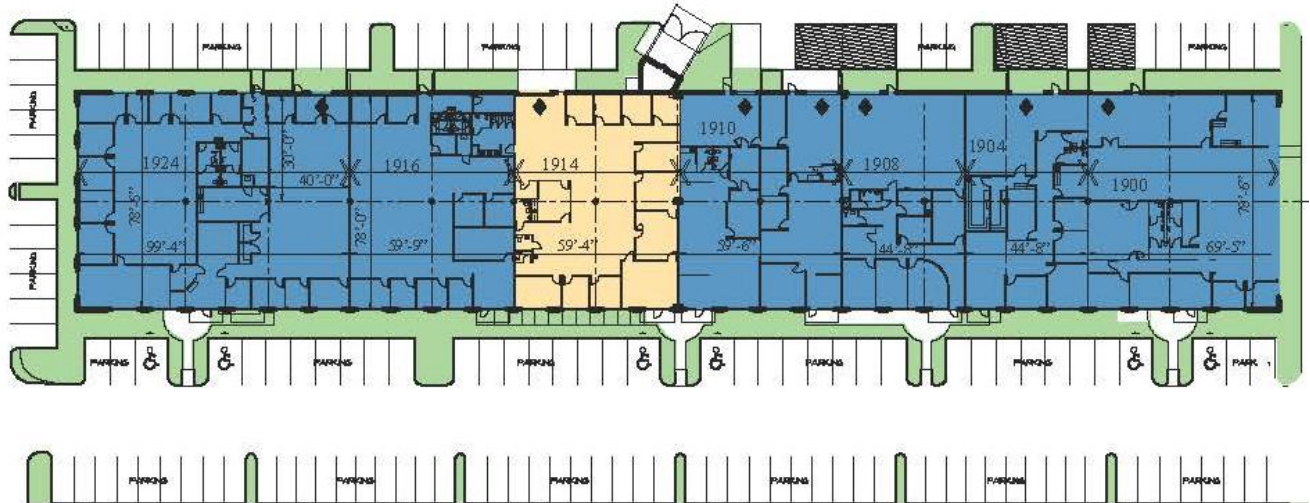 PARKING
PARKING
PARKING
PARKING
PARKING
PARKING
1924
30'-0"
40'-0"
1916
1914
1910
1908
1904
1900
78'-6"
78'-0"
78'-6"
99'-4"
59'-9"
59'-4"
59'-6"
44'-8"
44'-8"
69'-5"
PARKING
PARKING
PARKING
PARKING
PARKING
PARK
PARKING
PARKING
PARKING
PARKING
PARKING
PARKING